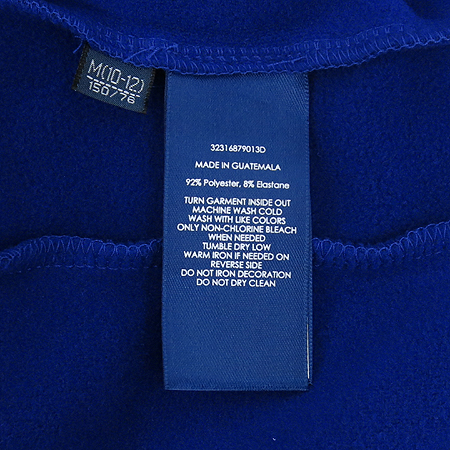 M(10-12)
150/76
32316879013D
MADE IN GUATEMALA
92% Polyester, 8% Elastane
TURN GARMENT INSIDE OUT
MACHINE WASH COLD
WASH WITH LIKE COLORS
ONLY NON-CHLORINE BLEACH
WHEN NEEDED
TUMBLE DRY LOW
WARM IRON IF NEEDED ON
REVERSE SIDE
DO NOT IRON DECORATION
DO NOT DRY CLEAN